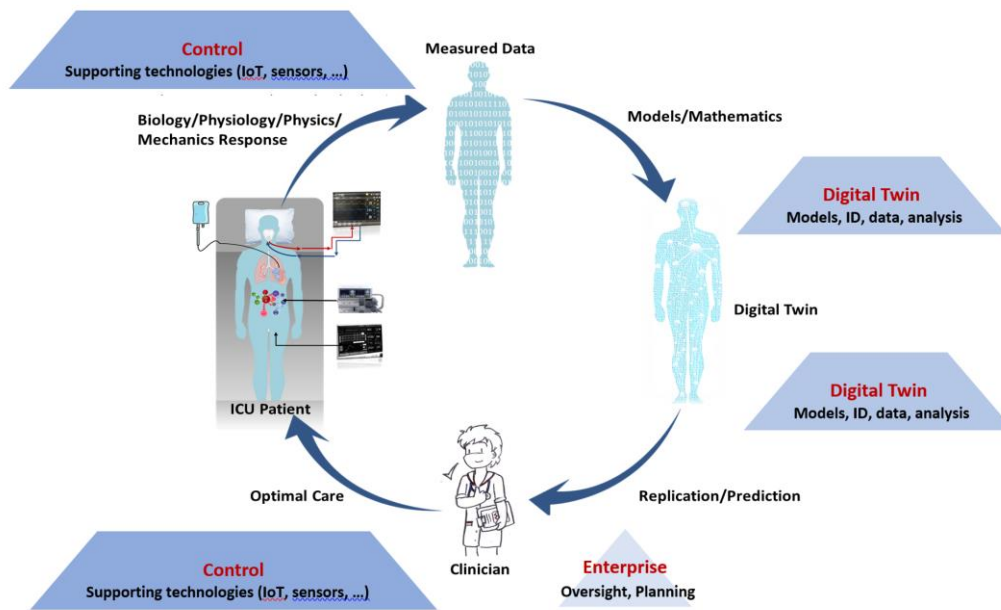 Control
Supporting technologies (IoT, sensors, ...)
Measured Data
Biology/Physiology/Physics/
Mechanics Response
Models/Mathematics
Digital Twin
Models, ID, data, analysis
Digital Twin
Digital Twin
Models, ID, data, analysis
ICU Patient
Optimal Care
Replication/Prediction
Clinician
Control
Supporting technologies (IoT, sensors, ...)
Enterprise
Oversight, Planning